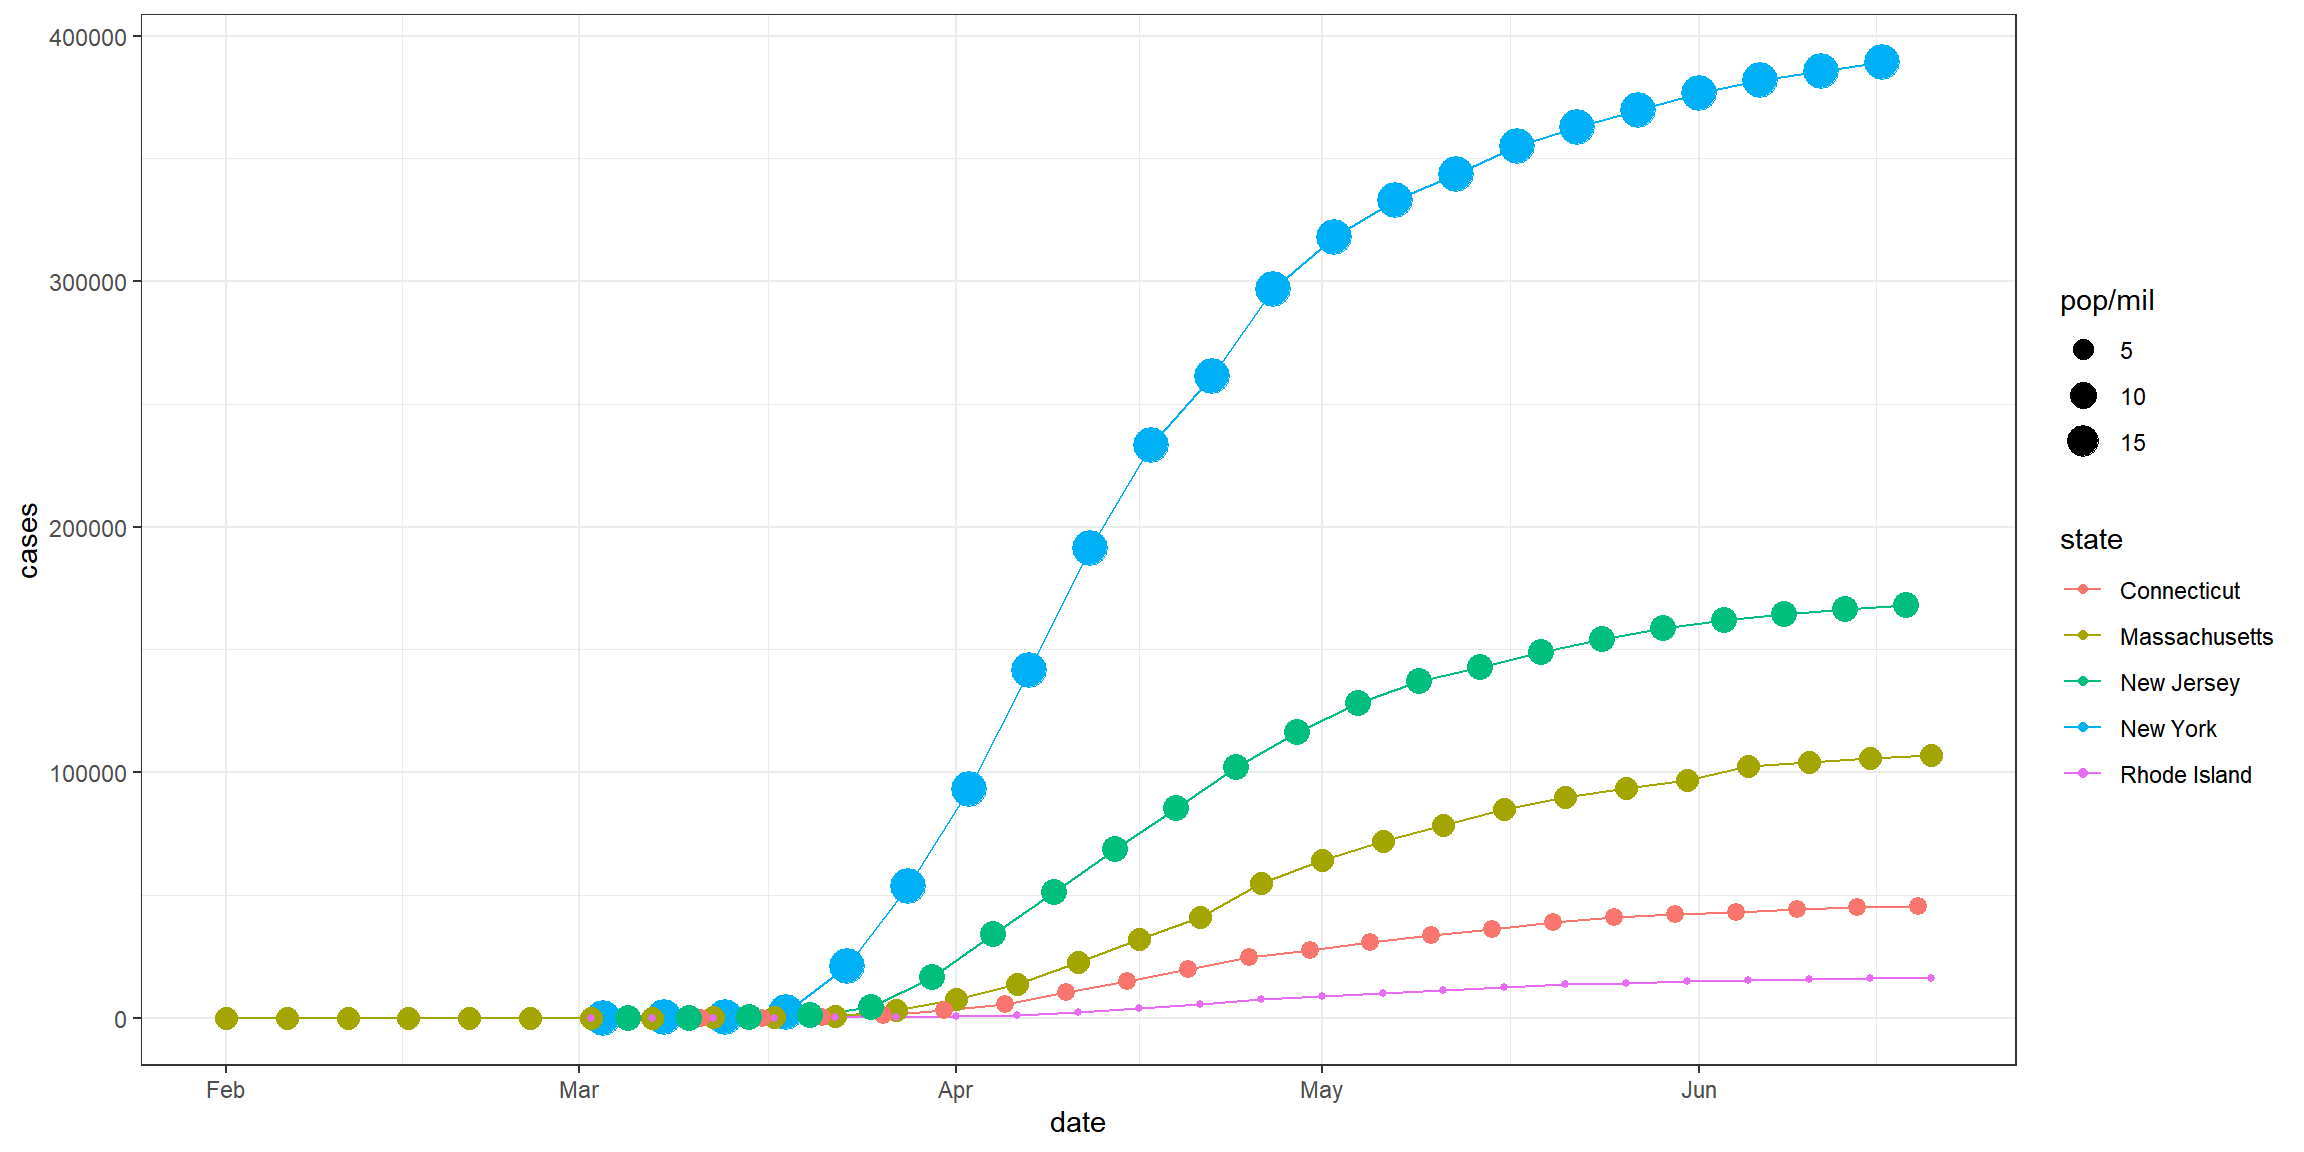 400000
300000
200000
100000
0
cases
Feb
Mar
Apr
May
Jun
date
pop/mil
5
10
15
state
Connecticut
Massachusetts
New Jersey
New York
Rhode Island